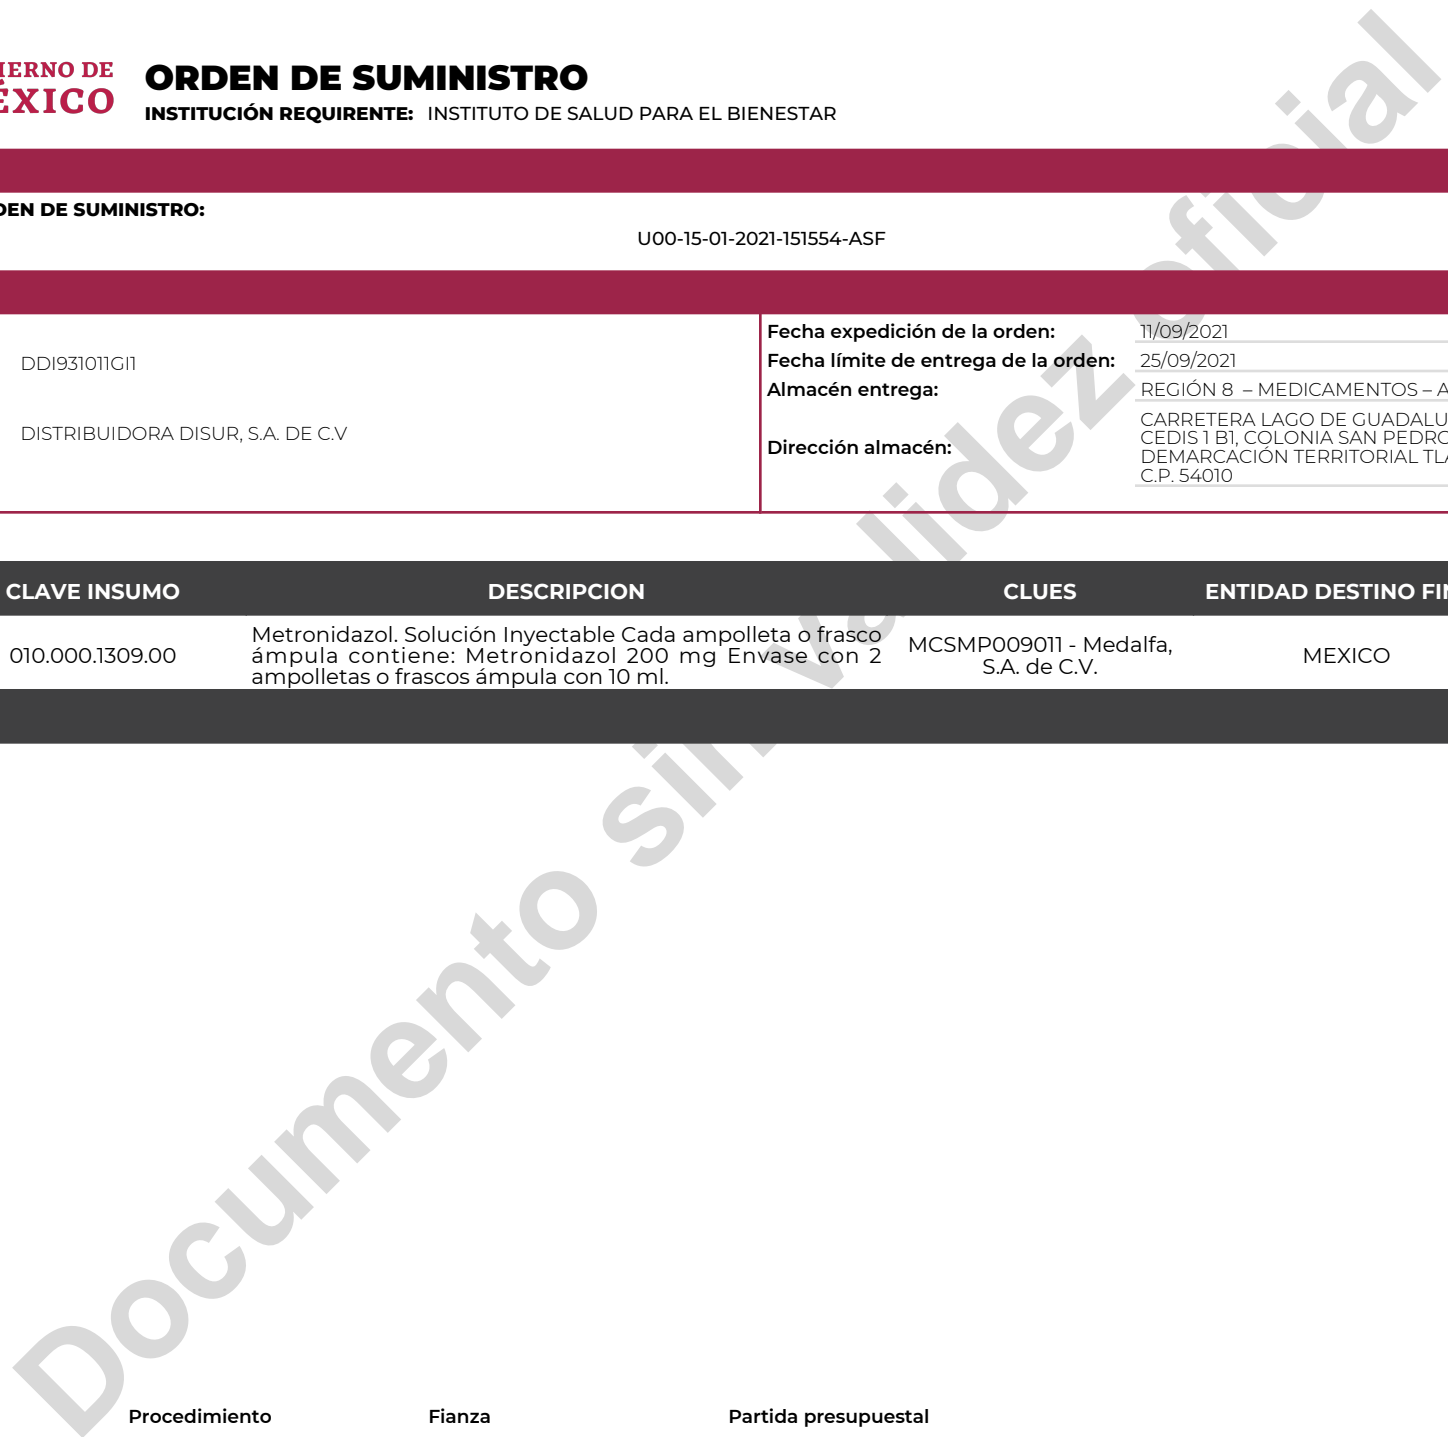 IERNO DE
ÉXICO
ORDEN DE SUMINISTRO
INSTITUCIÓN REQUIRENTE: INSTITUTO DE SALUD PARA EL BIENESTAR
DEN DE SUMINISTRO:
U00-15-01-2021-151554-ASF
DDI931011GI1
DISTRIBUIDORA DISUR, S.A. DE C.V
Fecha expedición de la orden: 11/09/2021
Fecha límite de entrega de la orden: 25/09/2021
Almacén entrega: REGIÓN 8 – MEDICAMENTOS – A
Dirección almacén:
CARRETERA LAGO DE GUADALU
CEDIS 1 B1, COLONIA SAN PEDRO
DEMARCACIÓN TERRITORIAL TLA
C.P. 54010
CLAVE INSUMO DESCRIPCION CLUES ENTIDAD DESTINO FIN
010.000.1309.00
Metronidazol. Solución Inyectable Cada ampolleta o frasco
ámpula contiene: Metronidazol 200 mg Envase con 2
ampolletas o frascos ámpula con 10 ml.
MCSMP009011 - Medalfa,
S.A. de C.V.
MEXICO
Documento sin validez oficial
Procedimiento Fianza Partida presupuestal